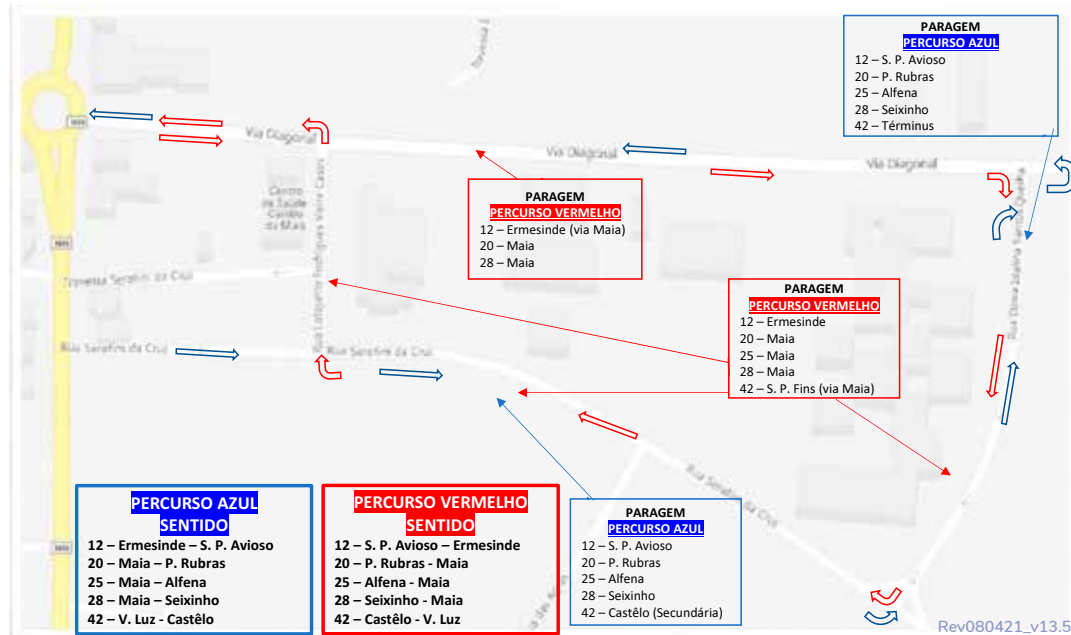 PARAGEM
PERCURSO AZUL
12 – S. P. Avioso
20 – P. Rubras
25 – Alfena
28 – Seixinho
42 – Términus
Travessa
Via Diagonal
Via Diagonal
Via Diagonal
PARAGEM
PERCURSO VERMELHO
12 – Ermesinde (via Maia)
20 – Maia
28 – Maia
Centro
de Saúde
Castêlo
da Maia
Travessa Serafim da Cruz
Rua Serafim da Cruz
Rua Serafim da Cruz
PARAGEM
PERCURSO VERMELHO
12 – Ermesinde
20 – Maia
25 – Maia
28 – Maia
42 – S. P. Fins (via Maia)
Rua Serafim da Cruz
PERCURSO AZUL
SENTIDO
12 – Ermesinde – S. P. Avioso
20 – Maia – P. Rubras
25 – Maia – Alfena
28 – Maia – Seixinho
42 – V. Luz - Castêlo
PERCURSO VERMELHO
SENTIDO
12 – S. P. Avioso – Ermesinde
20 – P. Rubras - Maia
25 – Alfena - Maia
28 – Seixinho - Maia
42 – Castêlo - V. Luz
PARAGEM
PERCURSO AZUL
12 – S. P. Avioso
20 – P. Rubras
25 – Alfena
28 – Seixinho
42 – Castêlo (Secundária)
Rev080421_v13.5